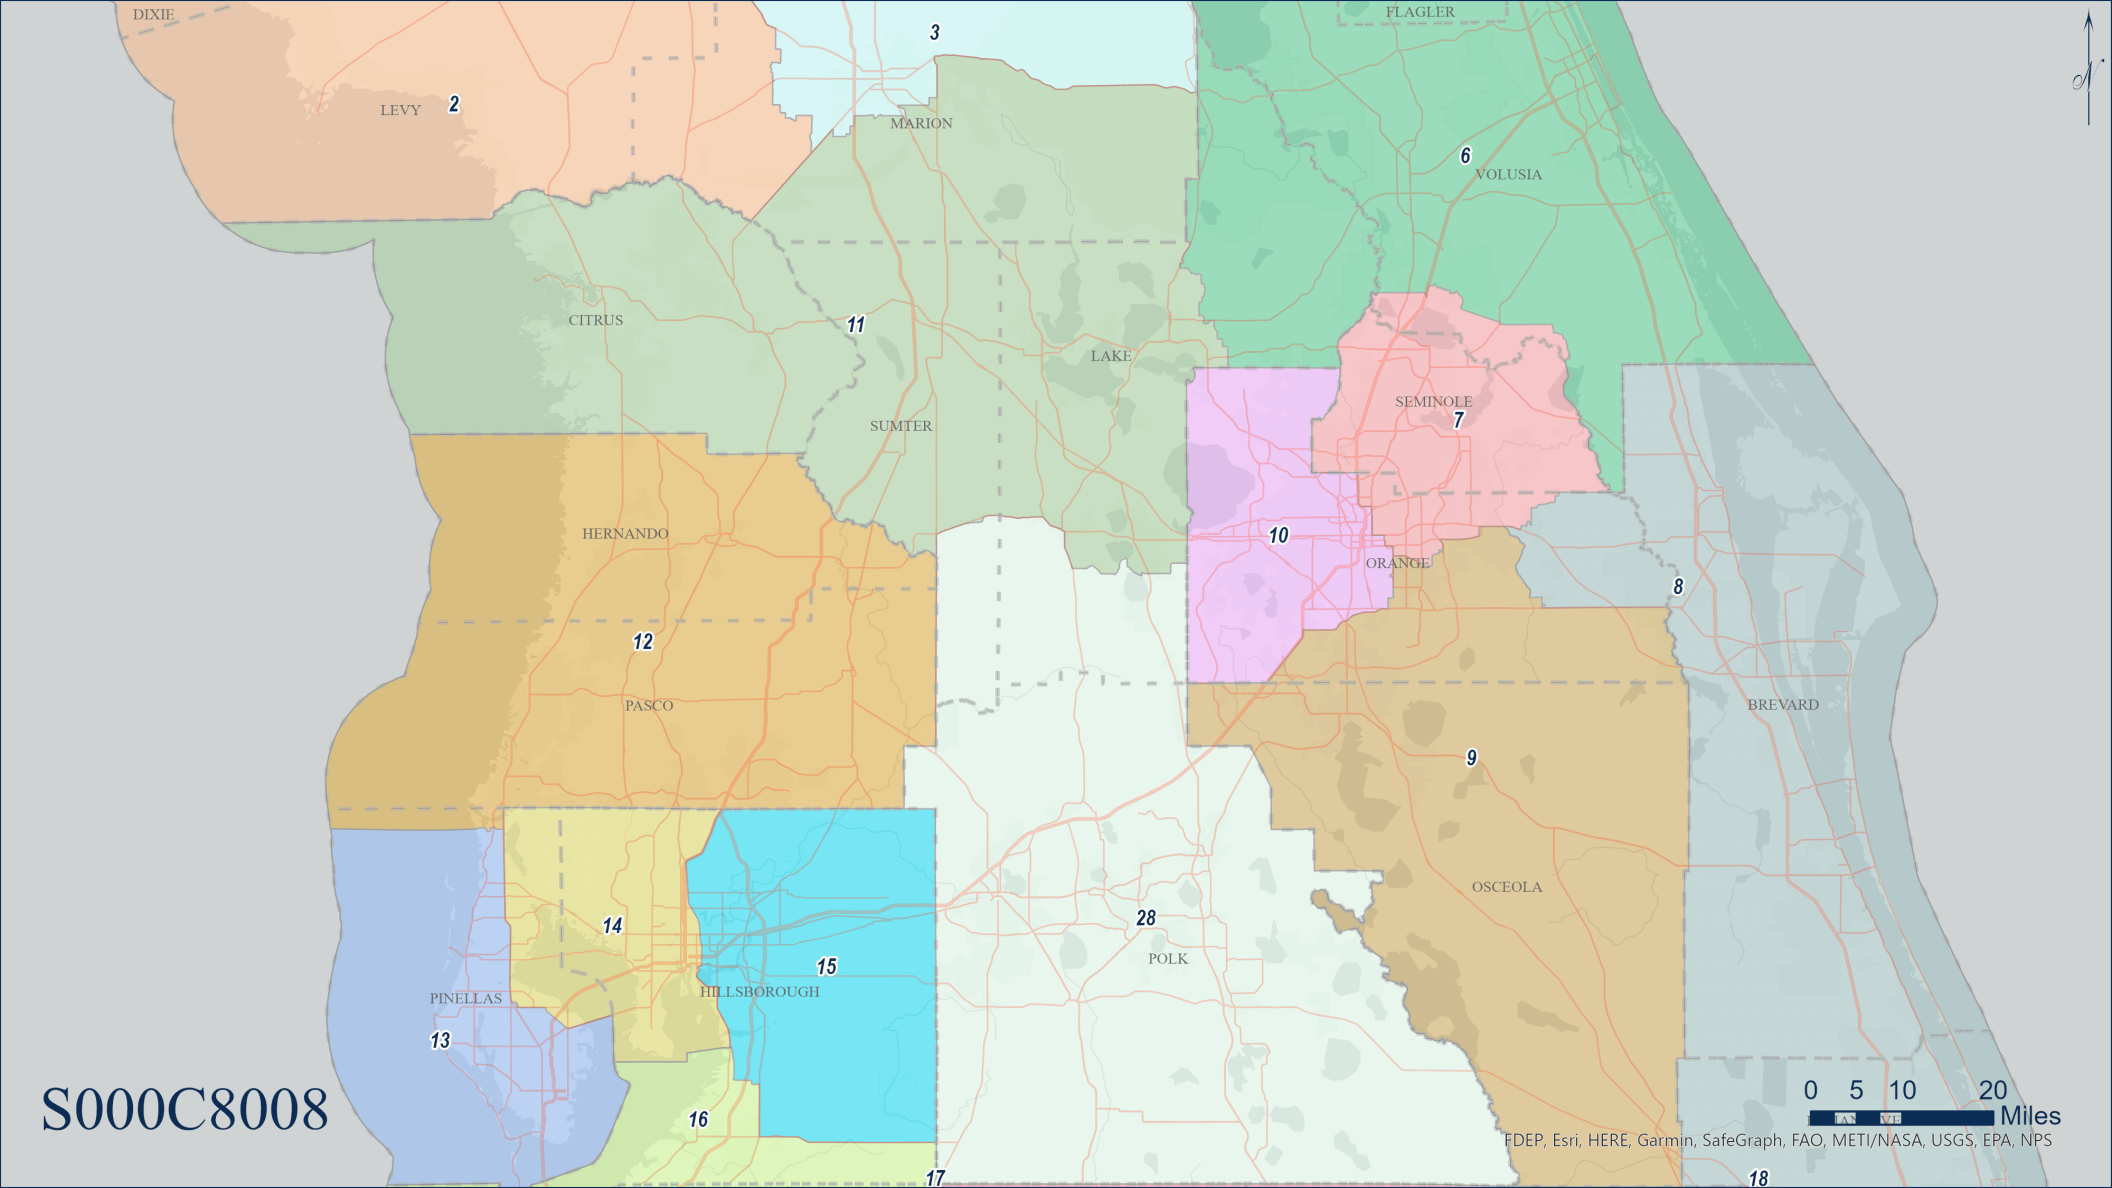 DIXIE
FLAGLER
3
N
LEVY
2
MARION
6
VOLUSIA
CITRUS
11
LAKE
SEMINOLE
7
SUMTER
HERNANDO
10
ORANGE
8
12
PASCO
BREVARD
9
OSCEOLA
14
28
15
POLK
HILLSBOROUGH
PINELLAS
13
S000C8008
0 5 10 20
Miles
16
FDEP, Esri, HERE, Garmin, SafeGraph, FAO, METI/NASA, USGS, EPA, NPS
17
18